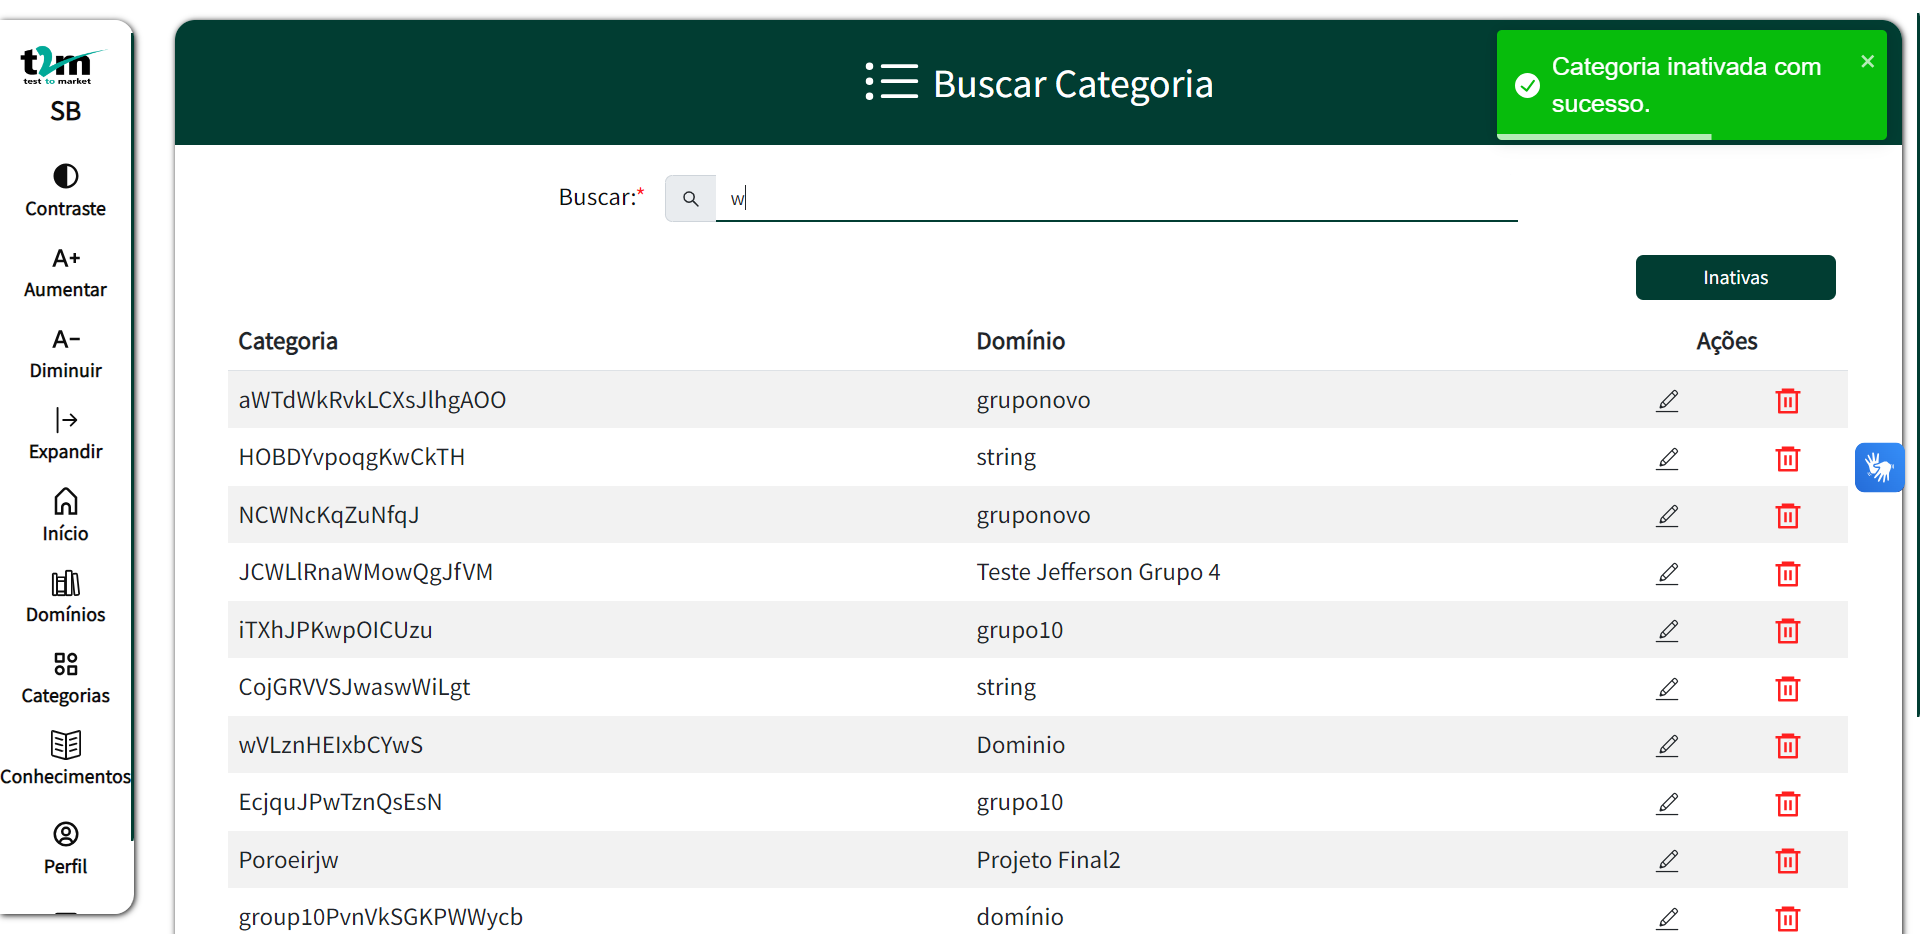 t2m
test to market
SB
Contraste
A+
Aumentar
A-
Diminuir
Expandir
Início
Domínios
Categorias
Conhecimentos
Perfil
Buscar Categoria
Categoria inativada com
sucesso.
Buscar:*
w
Inativas
Categoria Domínio Ações
aWTdWkRvkLCXsJlhgAOO gruponovo
HOBDYvpoqgKwCkTH string
NCWNcKqZuNfqJ gruponovo
JCWLlRnaWMowQgJfVM Teste Jefferson Grupo 4
iTXhJPKwpOICUzu grupo10
CojGRVVSJwaswWiLgt string
wVLznHEIxbCYwS Dominio
EcjquJPwTznQsEsN grupo10
Poroeirjw Projeto Final2
group10PvnVkSGKPWWycb domínio